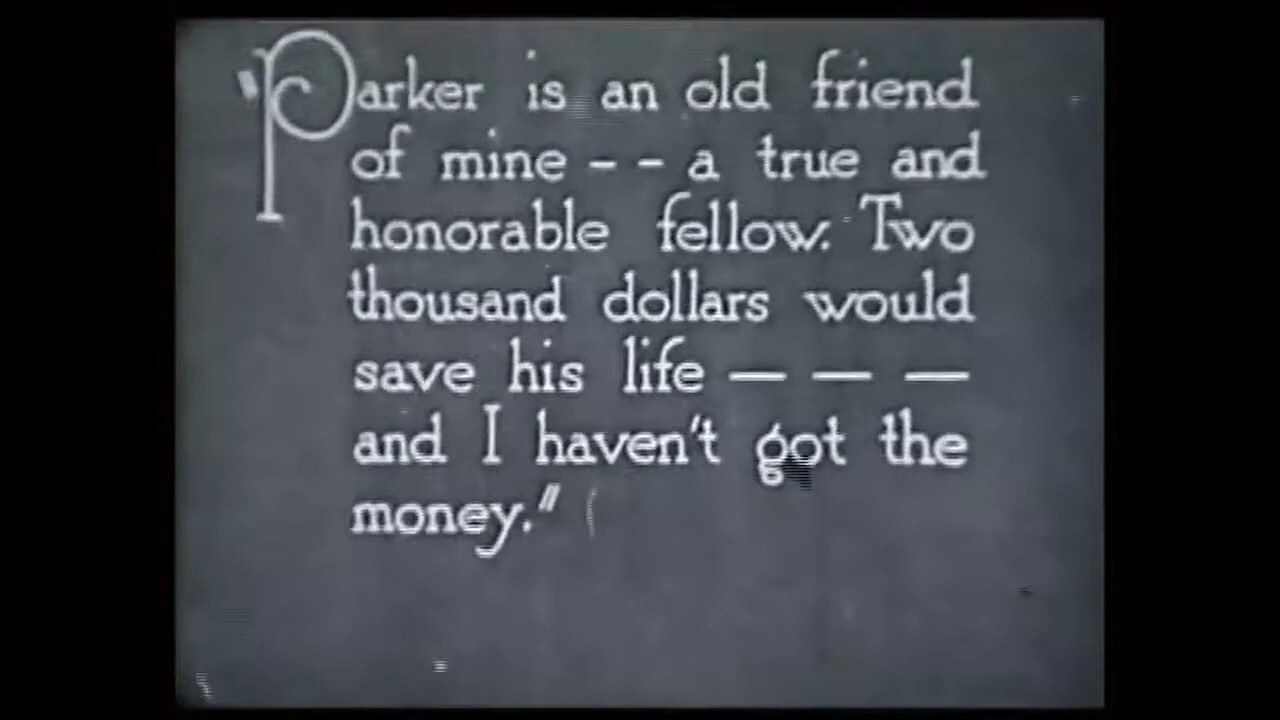 "Parker is an old friend
of mine -- a true and
honorable fellow. Two
thousand dollars would
save his life — — —
and I haven't got the
money."